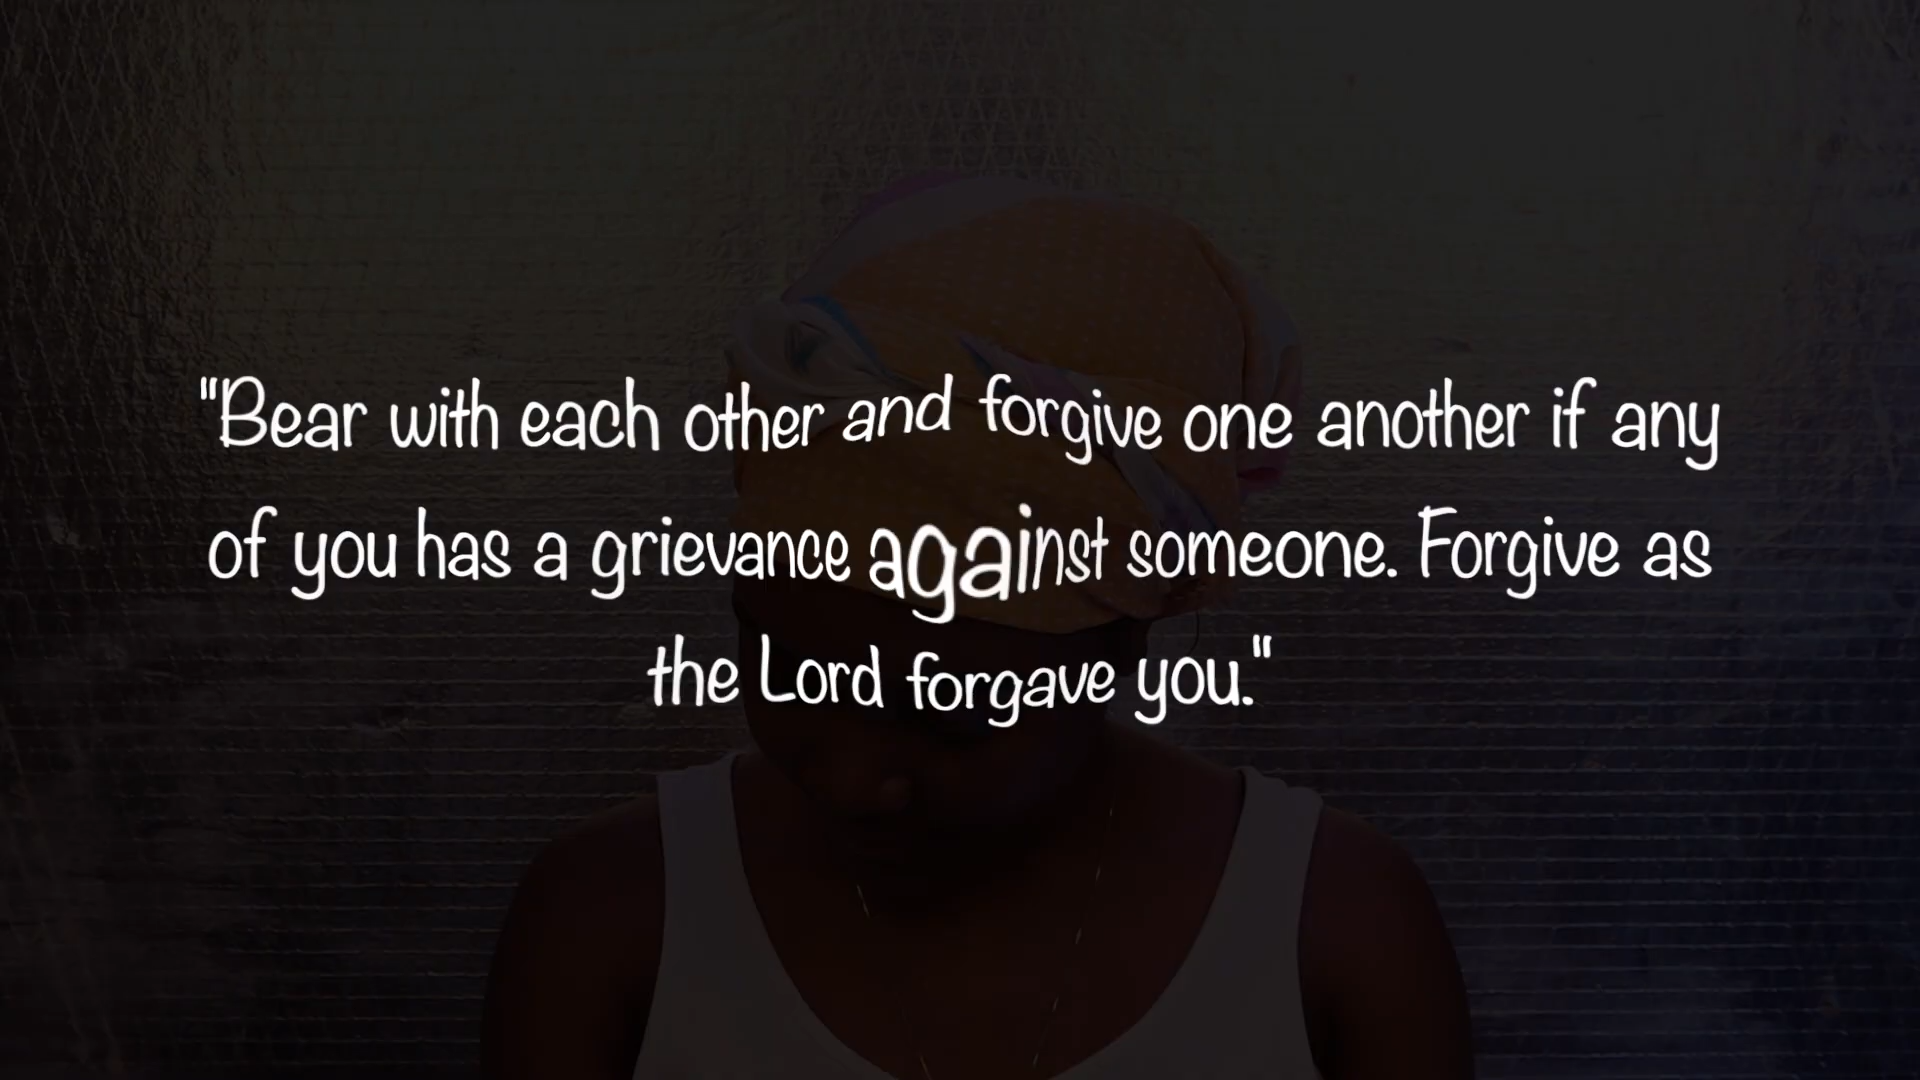 "Bear with each other and forgive one another if any
of you has a grievance against someone. Forgive as
the Lord forgave you."